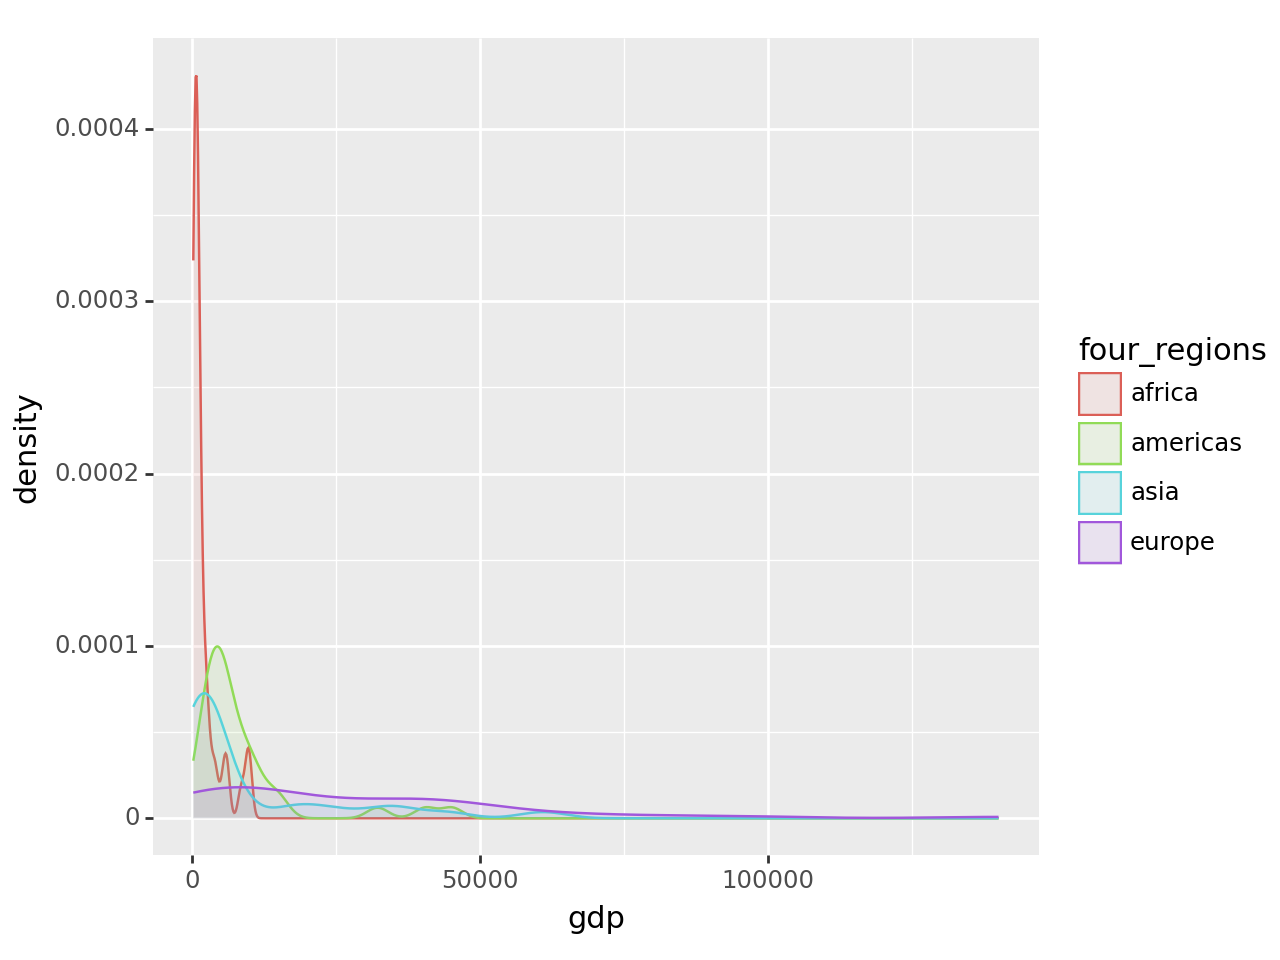 0.0004
0.0003
0.0002
0.0001
0
density
0
50000
100000
gdp
four_regions
africa
americas
asia
europe